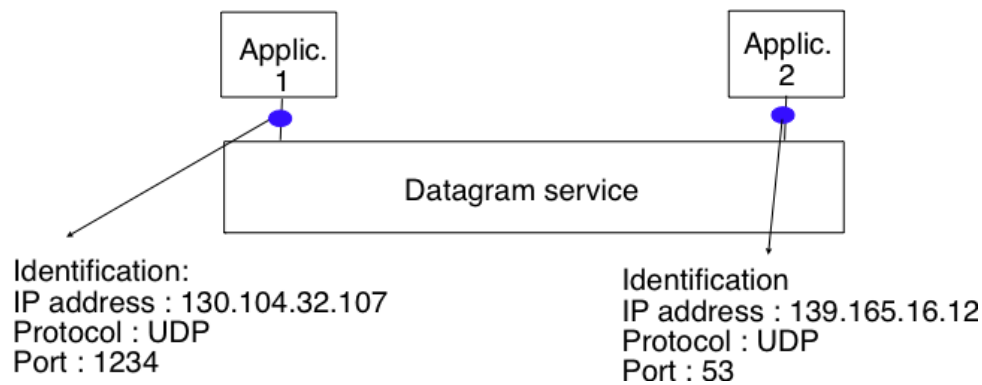 Applic.
1
Applic.
2
Datagram service
Identification:
IP address : 130.104.32.107
Protocol : UDP
Port : 1234
Identification
IP address : 139.165.16.12
Protocol : UDP
Port : 53